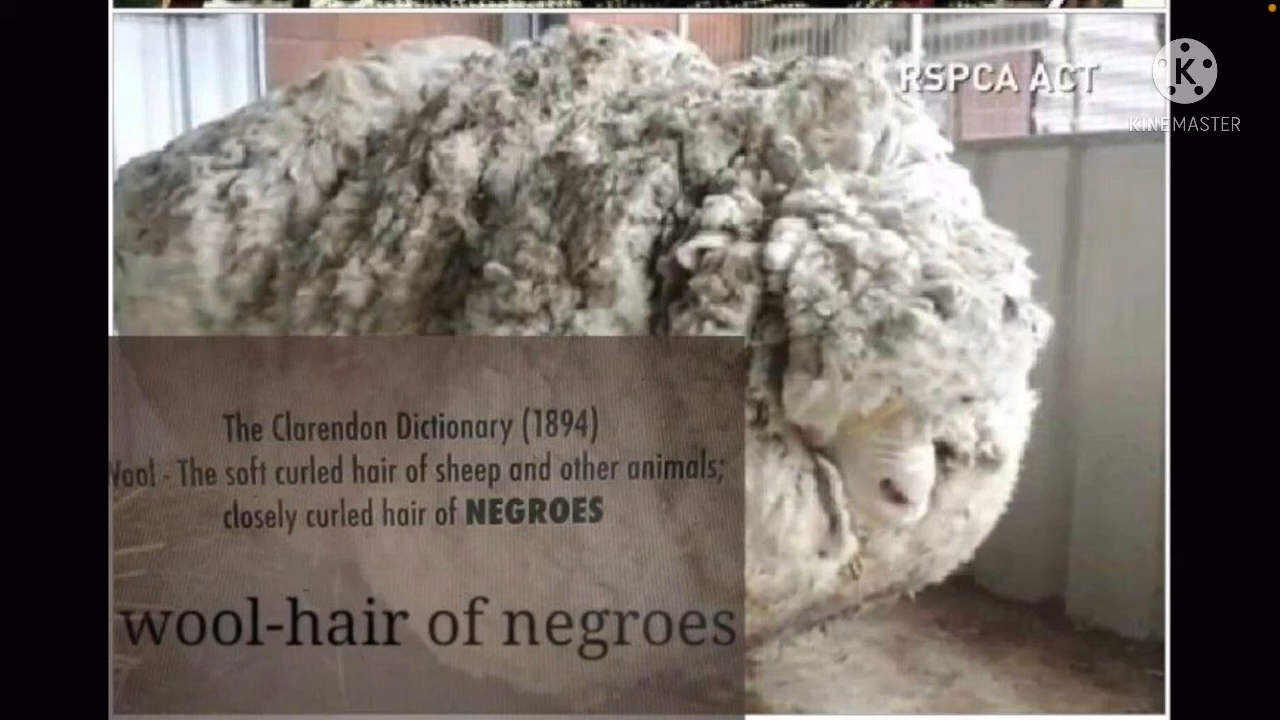 RSPCA ACT
K
KINEMASTER
The Clarendon Dictionary (1894)
Wool - The soft curled hair of sheep and other animals;
closely curled hair of NEGROES
wool-hair of negroes